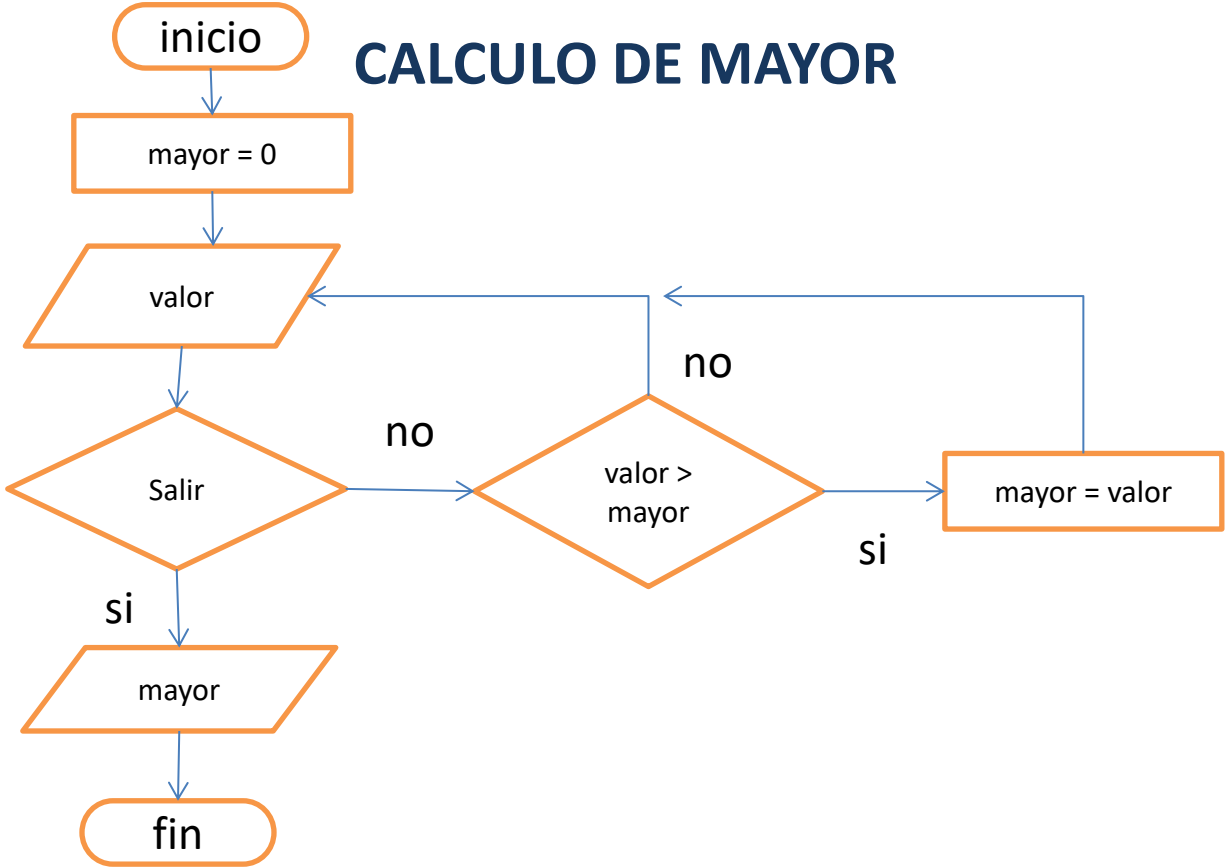 inicio
CALCULO DE MAYOR
mayor = 0
valor
no
no
Salir
valor >
mayor
mayor = valor
si
si
mayor
fin